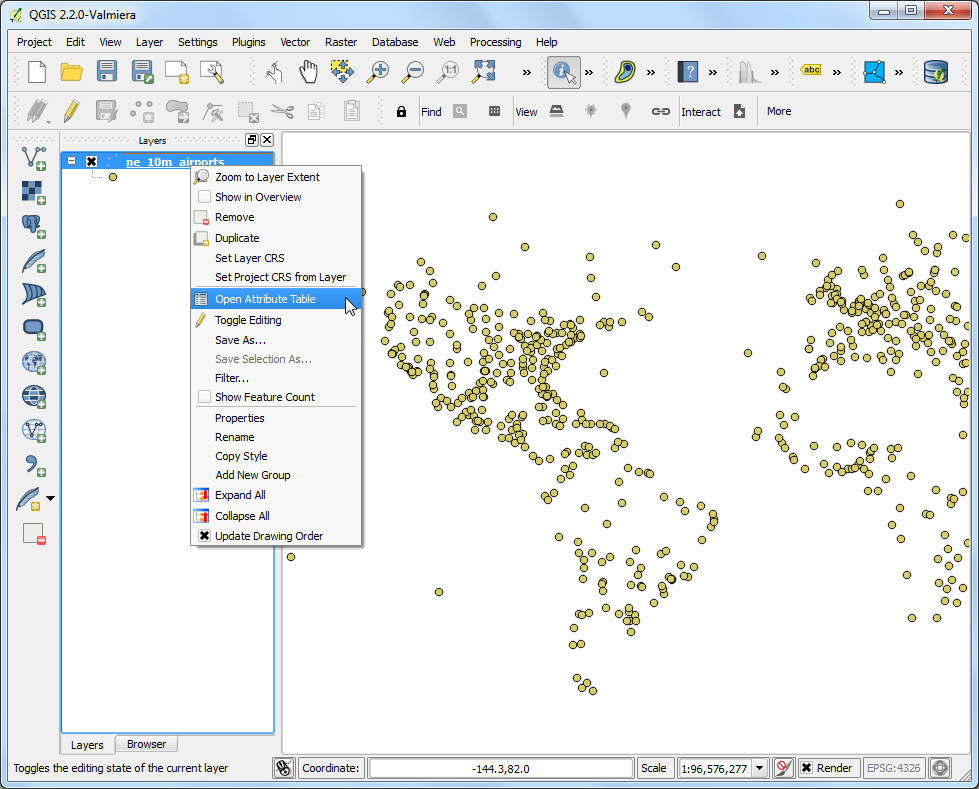 QGIS 2.2.0-Valmiera
Project Edit View Layer Settings Plugins Vector Raster Database Web Processing Help
1:1
?
abc
Find View Interact More
Layers
ne_10m_airports
Zoom to Layer Extent
Show in Overview
Remove
Duplicate
Set Layer CRS
Set Project CRS from Layer
Open Attribute Table
Toggle Editing
Save As...
Save Selection As...
Filter...
Show Feature Count
Properties
Rename
Copy Style
Add New Group
Expand All
Collapse All
Update Drawing Order
Layers Browser
Toggles the editing state of the current layer Coordinate: -144.3,82.0 Scale 1:96,576,277 Render EPSG:4326